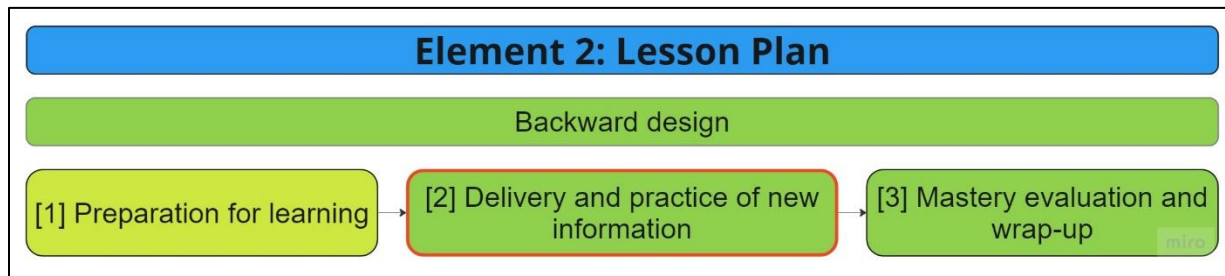 Element 2: Lesson Plan
Backward design
[1] Preparation for learning
[2] Delivery and practice of new
information
[3] Mastery evaluation and
wrap-up
miro